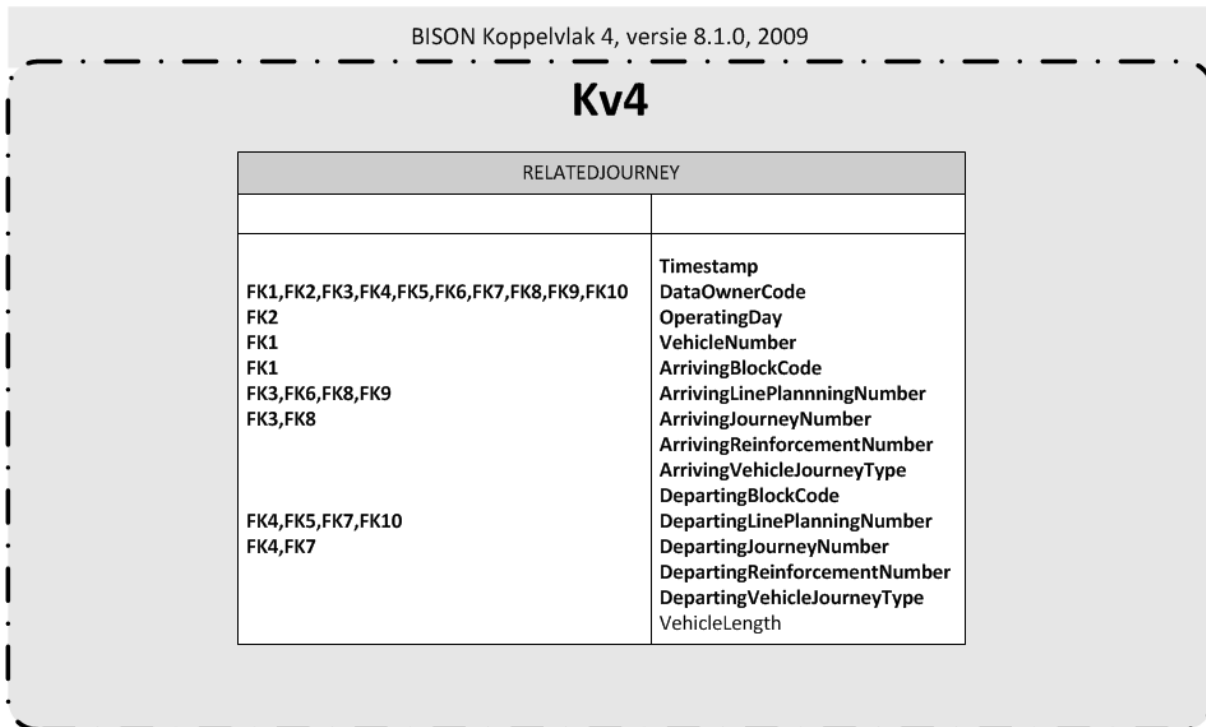 BISON Koppelvlak 4, versie 8.1.0, 2009
Kv4
RELATEDJOURNEY
Timestamp
FK1,FK2,FK3,FK4,FK5,FK6,FK7,FK8,FK9,FK10 DataOwnerCode
FK2 OperatingDay
FK1 VehicleNumber
FK1 ArrivingBlockCode
FK3,FK6,FK8,FK9 ArrivingLinePlannningNumber
FK3,FK8 ArrivingJourneyNumber
ArrivingReinforcementNumber
ArrivingVehicleJourneyType
DepartingBlockCode
FK4,FK5,FK7,FK10 DepartingLinePlanningNumber
FK4,FK7 DepartingJourneyNumber
DepartingReinforcementNumber
DepartingVehicleJourneyType
VehicleLength